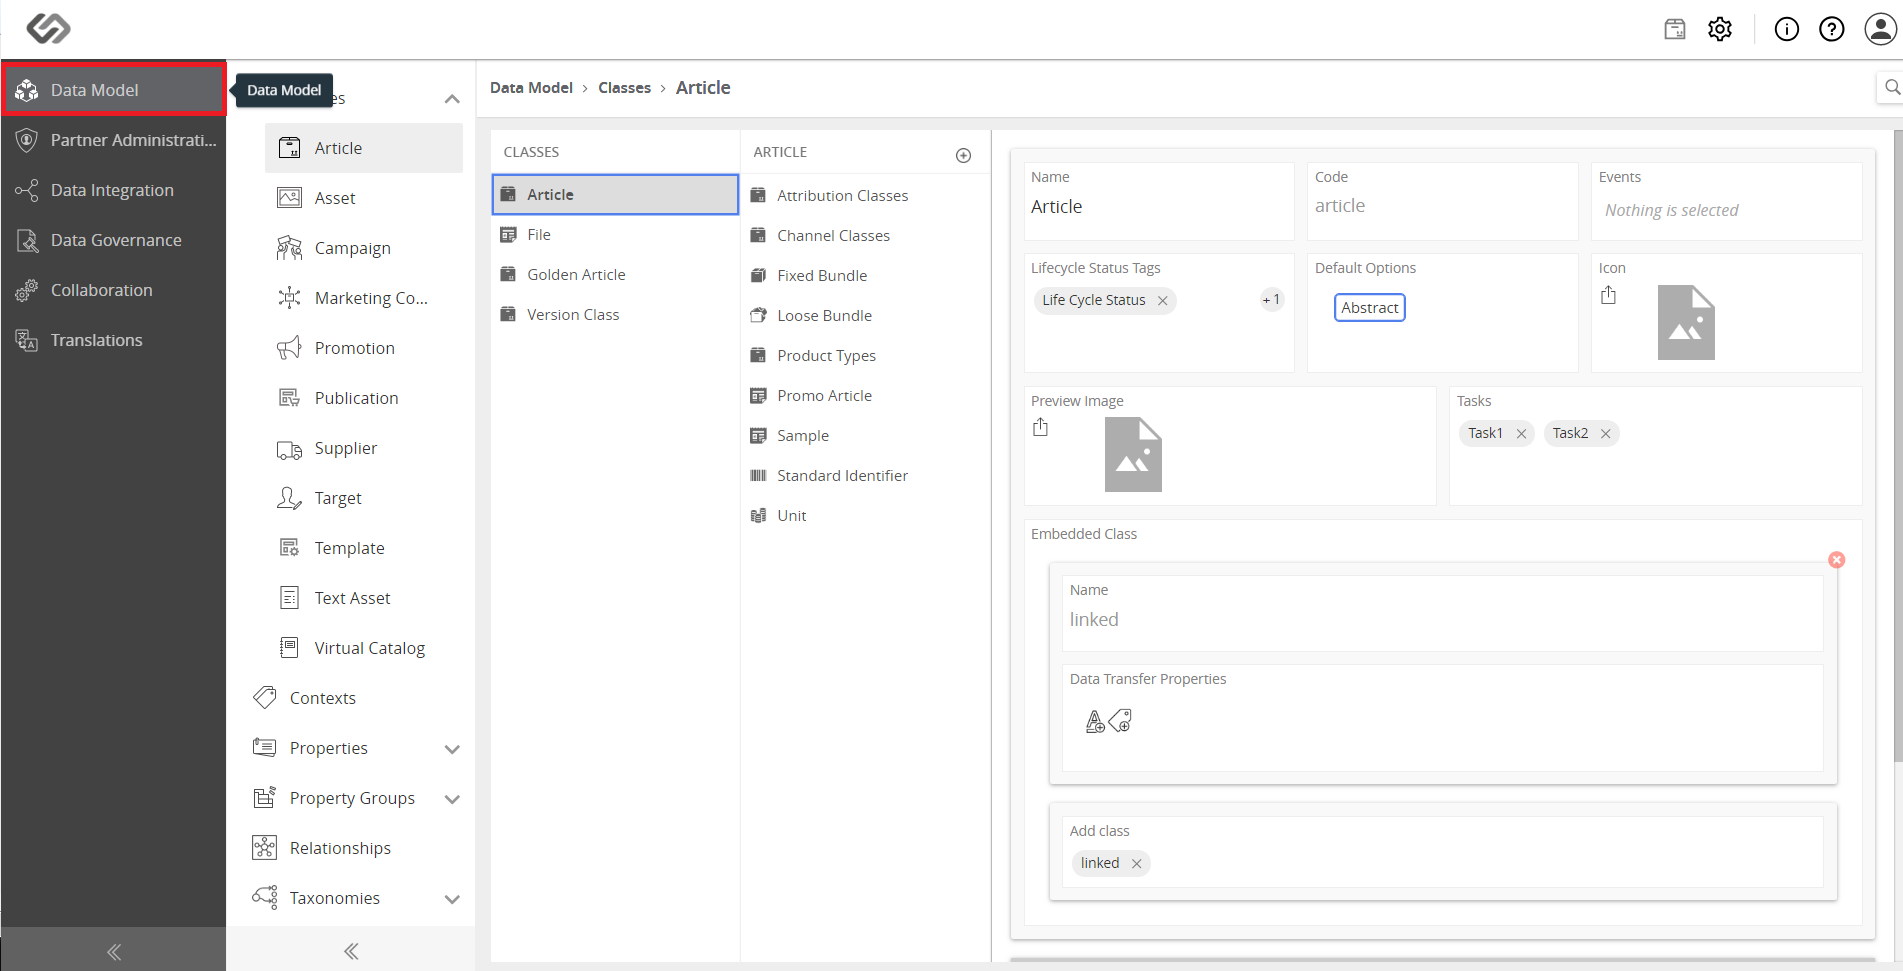 Data Model
Partner Administrati...
Data Integration
Data Governance
Collaboration
Translations
Data Model
es
Article
Asset
Campaign
Marketing Co...
Promotion
Publication
Supplier
Target
Template
Text Asset
Virtual Catalog
Contexts
Properties
Property Groups
Relationships
Taxonomies
Data Model › Classes › Article
CLASSES
Article
File
Golden Article
Version Class
ARTICLE
Attribution Classes
Channel Classes
Fixed Bundle
Loose Bundle
Product Types
Promo Article
Sample
Standard Identifier
Unit
Name
Article
Code
article
Events
Nothing is selected
Lifecycle Status Tags
Life Cycle Status
+ 1
Default Options
Abstract
Icon
Preview Image
Tasks
Task1
Task2
Embedded Class
Name
linked
Data Transfer Properties
Add class
linked